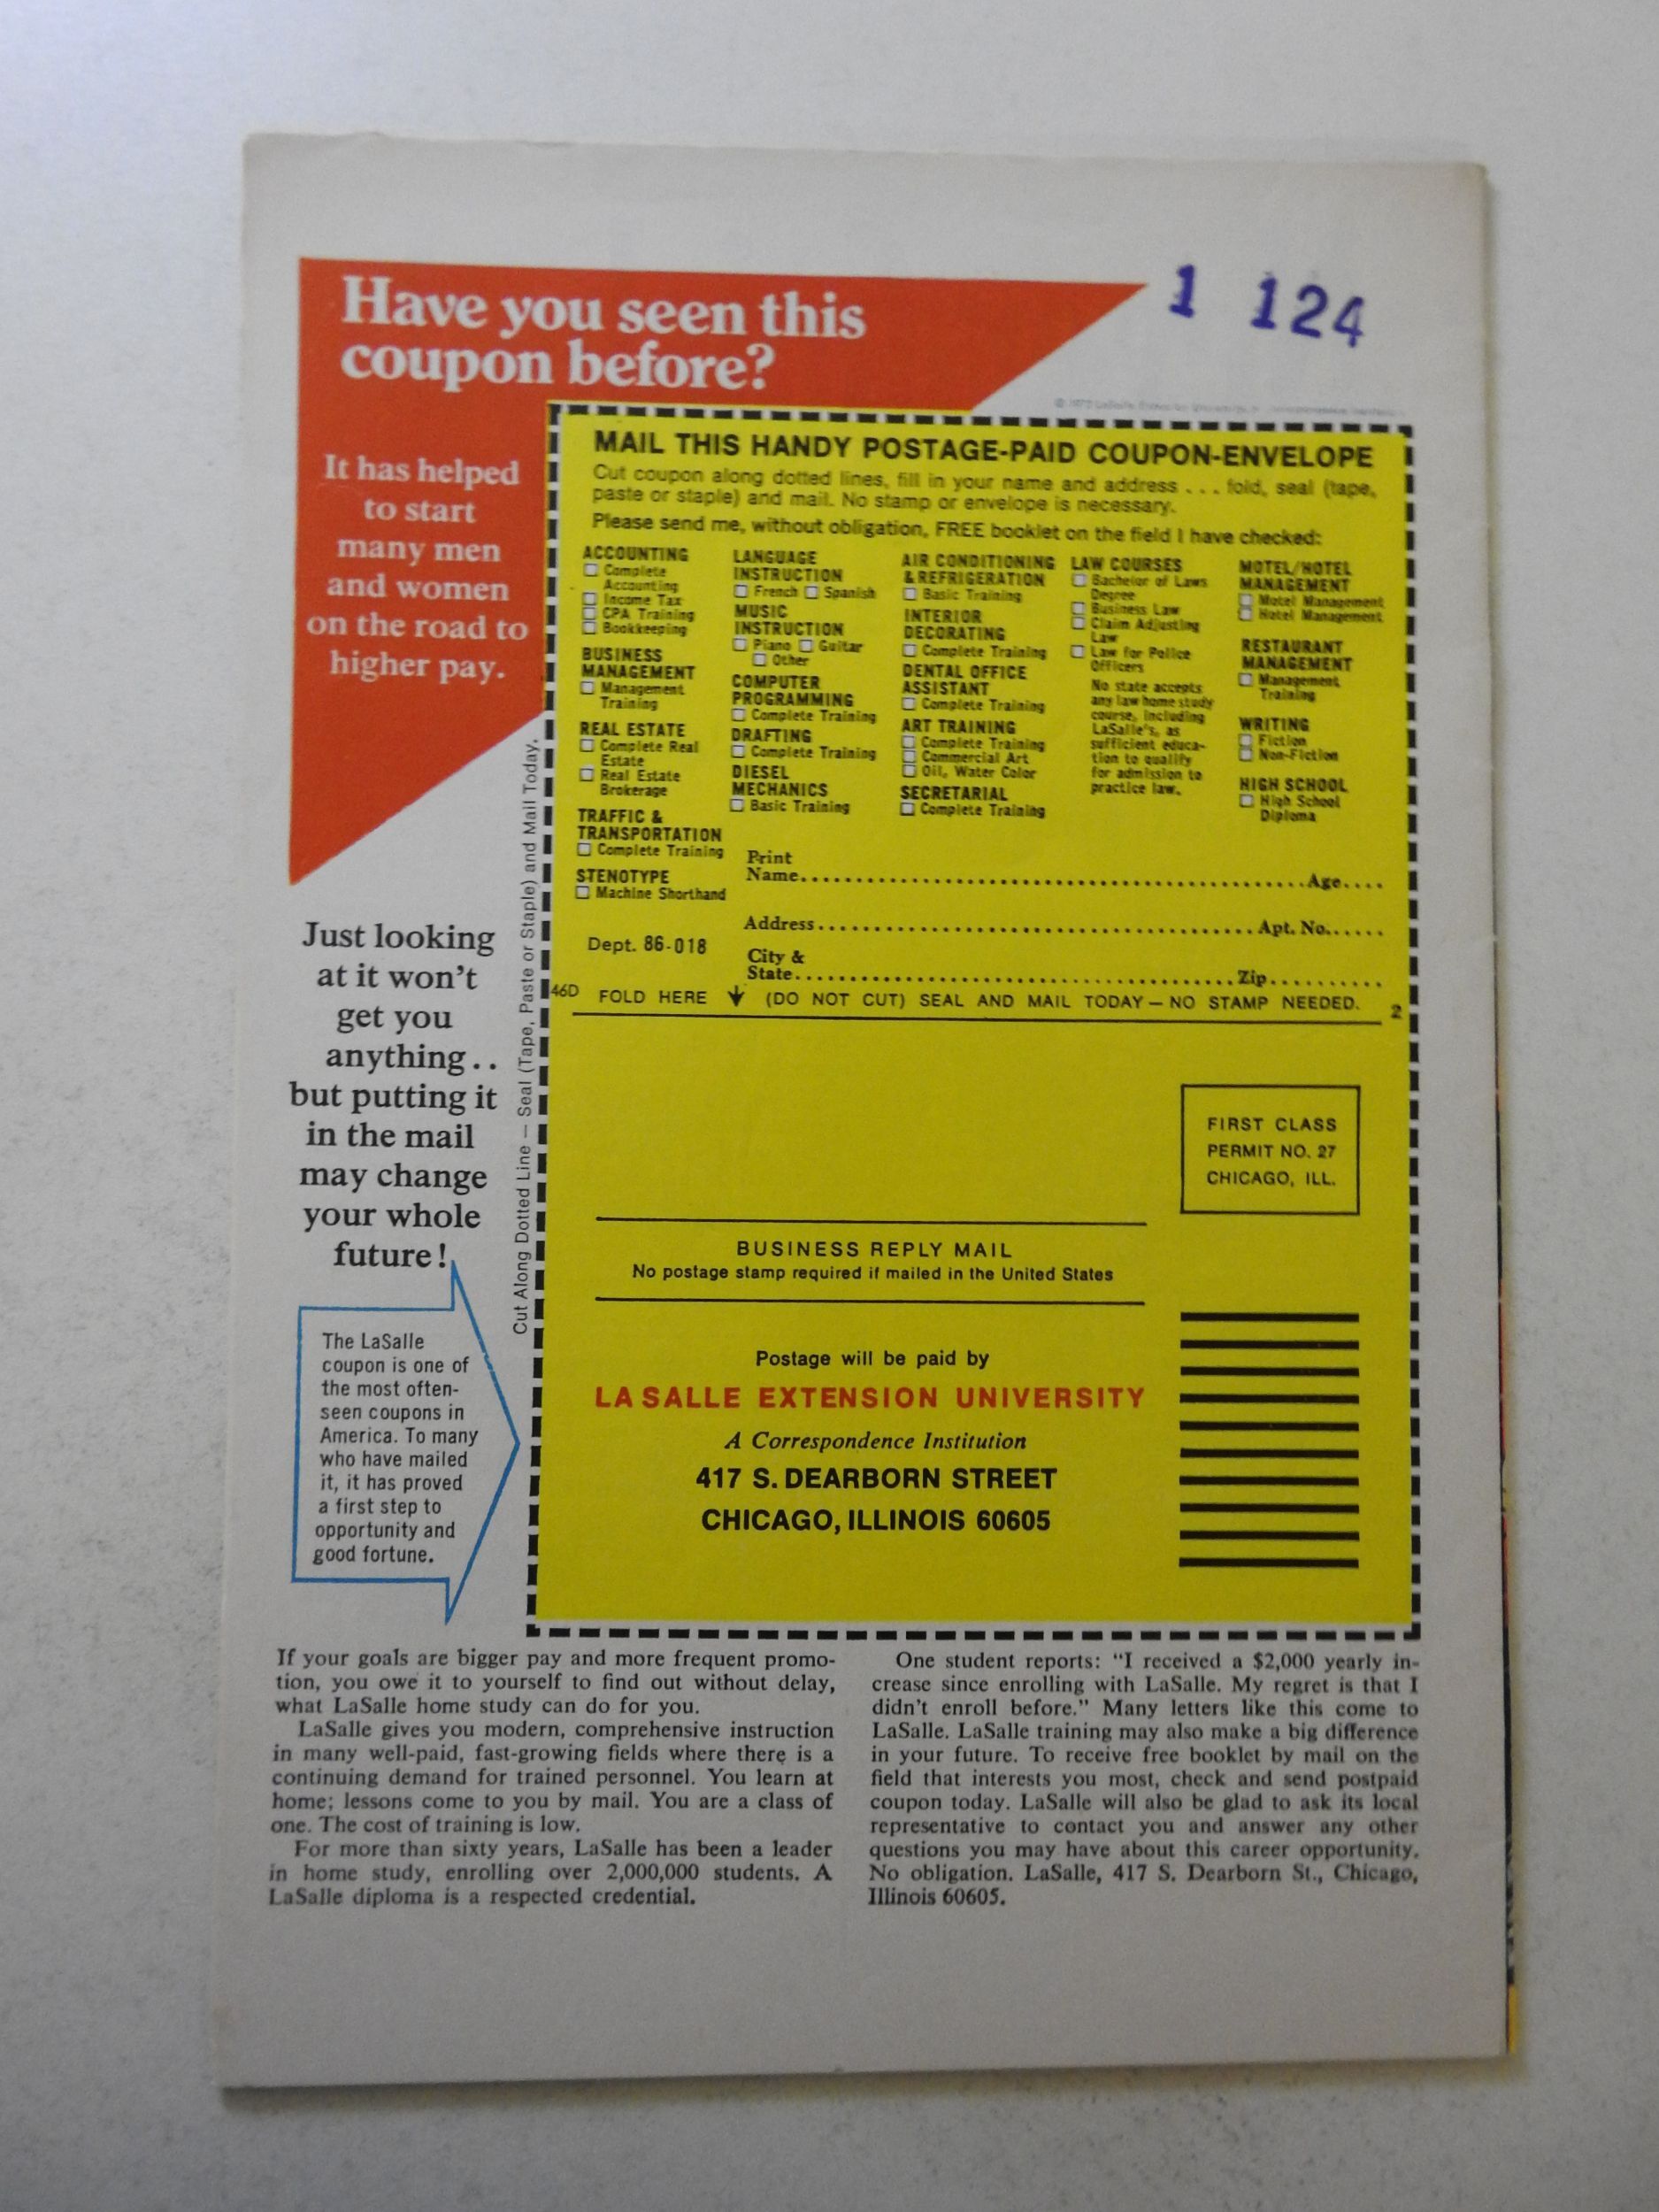 Have you seen this
coupon before?
1 124
It has helped
to start
many men
and women
on the road to
higher pay.
Just looking
at it won't
get you
anything..
but putting it
in the mail
may change
your whole
future!
The LaSalle
coupon is one of
the most often-
seen coupons in
America. To many
who have mailed
it, it has proved
a first step to
opportunity and
good fortune.
Cut Along Dotted Line — Seal (Tape, Paste or Staple) and Mail Today.
MAIL THIS HANDY POSTAGE-PAID COUPON-ENVELOPE
Cut coupon along dotted lines, fill in your name and address . . . fold, seal (tape,
paste or staple) and mail. No stamp or envelope is necessary.
Please send me, without obligation, FREE booklet on the field I have checked:
ACCOUNTING
Complete
Accounting
Income Tax
CPA Training
Bookkeeping
BUSINESS
MANAGEMENT
Management
Training
REAL ESTATE
Complete Real
Estate
Real Estate
Brokerage
TRAFFIC &
TRANSPORTATION
Complete Training
STENOTYPE
Machine Shorthand
LANGUAGE
INSTRUCTION
French Spanish
MUSIC
INSTRUCTION
Piano Guitar
Other
COMPUTER
PROGRAMMING
Complete Training
DRAFTING
Complete Training
DIESEL
MECHANICS
Basic Training
AIR CONDITIONING
& REFRIGERATION
Basic Training
INTERIOR
DECORATING
Complete Training
DENTAL OFFICE
ASSISTANT
Complete Training
ART TRAINING
Complete Training
Commercial Art
Oil, Water Color
SECRETARIAL
Complete Training
LAW COURSES
Bachelor of Laws
Degree
Business Law
Claim Adjusting
Law
Law for Police
Officers
No state accepts
any law home study
course, including
LaSalle's, as
sufficient educa-
tion to qualify
for admission to
practice law.
MOTEL/HOTEL
MANAGEMENT
Motel Management
Hotel Management
RESTAURANT
MANAGEMENT
Management
Training
WRITING
Fiction
Non-Fiction
HIGH SCHOOL
High School
Diploma
Print
Name Age
Address Apt. No.
Dept. 86-018
City &
State Zip
46D FOLD HERE (DO NOT CUT) SEAL AND MAIL TODAY — NO STAMP NEEDED. 2
FIRST CLASS
PERMIT NO. 27
CHICAGO, ILL.
BUSINESS REPLY MAIL
No postage stamp required if mailed in the United States
Postage will be paid by
LA SALLE EXTENSION UNIVERSITY
A Correspondence Institution
417 S. DEARBORN STREET
CHICAGO, ILLINOIS 60605
If your goals are bigger pay and more frequent promo-
tion, you owe it to yourself to find out without delay,
what LaSalle home study can do for you.
LaSalle gives you modern, comprehensive instruction
in many well-paid, fast-growing fields where there is a
continuing demand for trained personnel. You learn at
home; lessons come to you by mail. You are a class of
one. The cost of training is low.
For more than sixty years, LaSalle has been a leader
in home study, enrolling over 2,000,000 students. A
LaSalle diploma is a respected credential.
One student reports: "I received a $2,000 yearly in-
crease since enrolling with LaSalle. My regret is that I
didn't enroll before." Many letters like this come to
LaSalle. LaSalle training may also make a big difference
in your future. To receive free booklet by mail on the
field that interests you most, check and send postpaid
coupon today. LaSalle will also be glad to ask its local
representative to contact you and answer any other
questions you may have about this career opportunity.
No obligation. LaSalle, 417 S. Dearborn St., Chicago,
Illinois 60605.